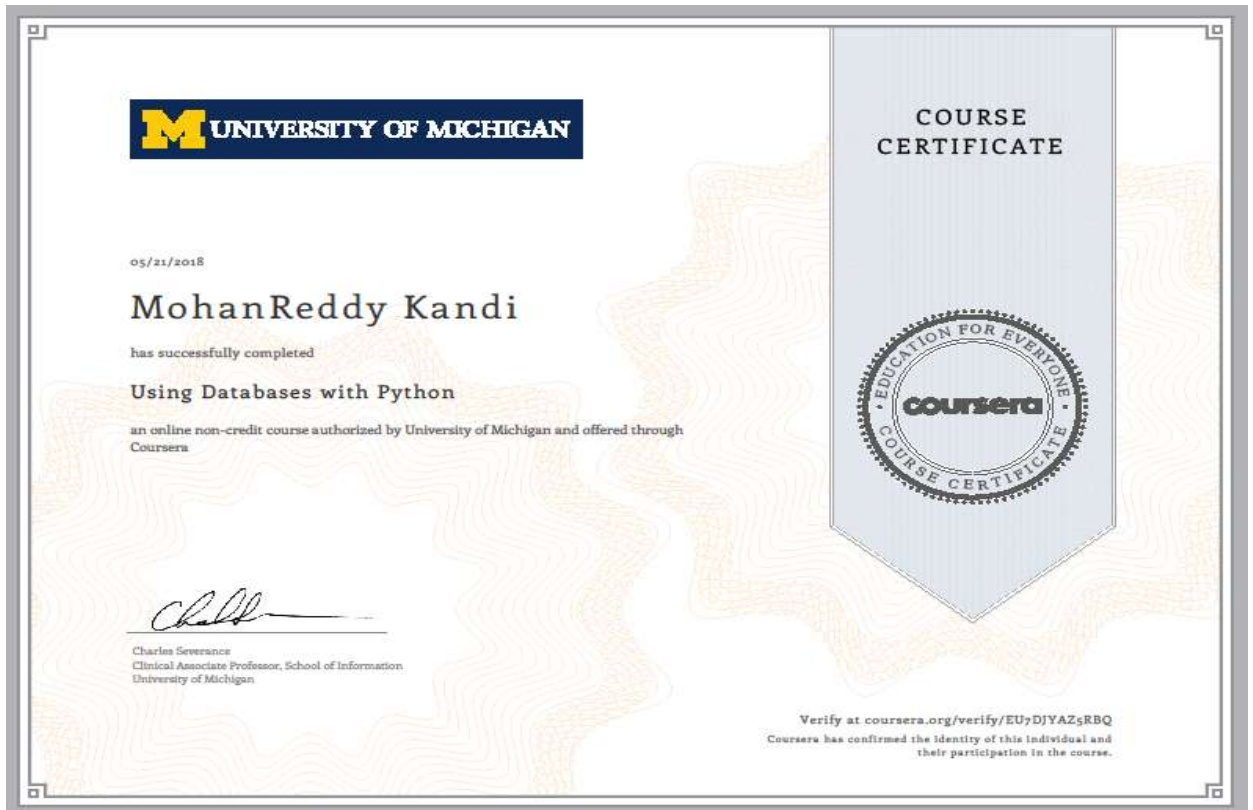 M UNIVERSITY OF MICHIGAN
COURSE
CERTIFICATE
05/21/2018
MohanReddy Kandi
has successfully completed
Using Databases with Python
an online non-credit course authorized by University of Michigan and offered through
Coursera
EDUCATION FOR EVERYONE
coursera
COURSE CERTIFICATE
Charles Severance
Clinical Associate Professor, School of Information
University of Michigan
Verify at coursera.org/verify/EU7DJYAZ5RBQ
Coursera has confirmed the identity of this individual and
their participation in the course.